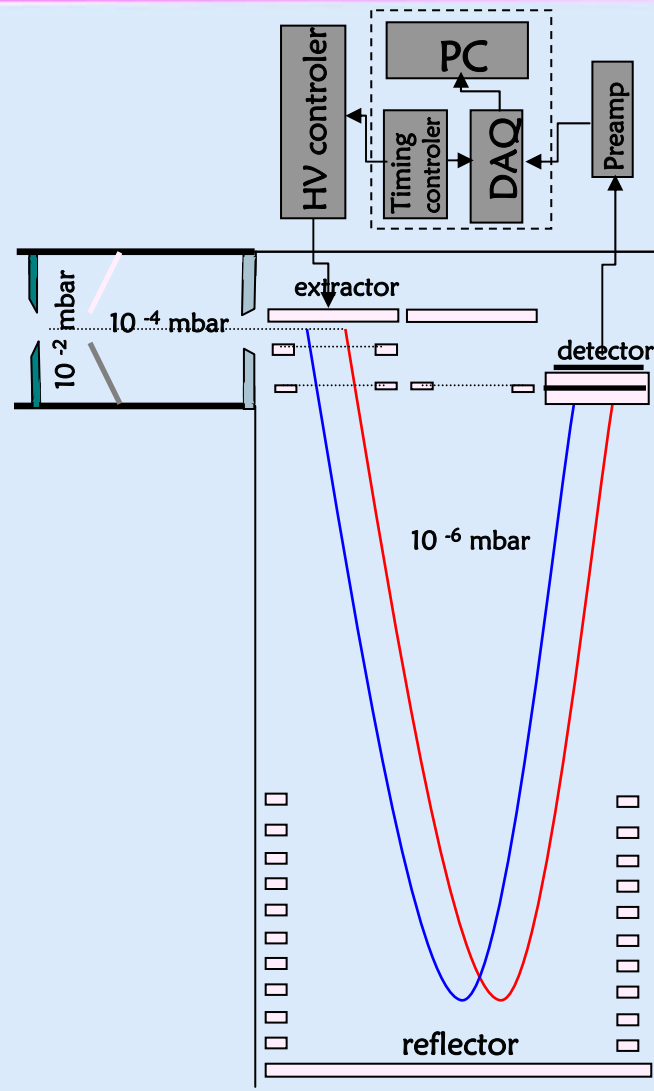 HV controler
PC
Timing
controler
DAQ
Preamp
extractor
10 -2 mbar
10 -4 mbar
detector
10 -6 mbar
reflector